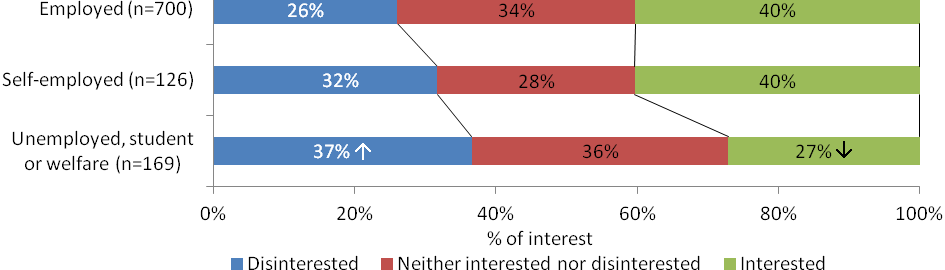 Employed (n=700) 26% 34% 40%
Self-employed (n=126) 32% 28% 40%
Unemployed, student
or welfare (n=169) 37% ↑ 36% 27% ↓
0% 20% 40% 60% 80% 100%
% of interest
Disinterested Neither interested nor disinterested Interested